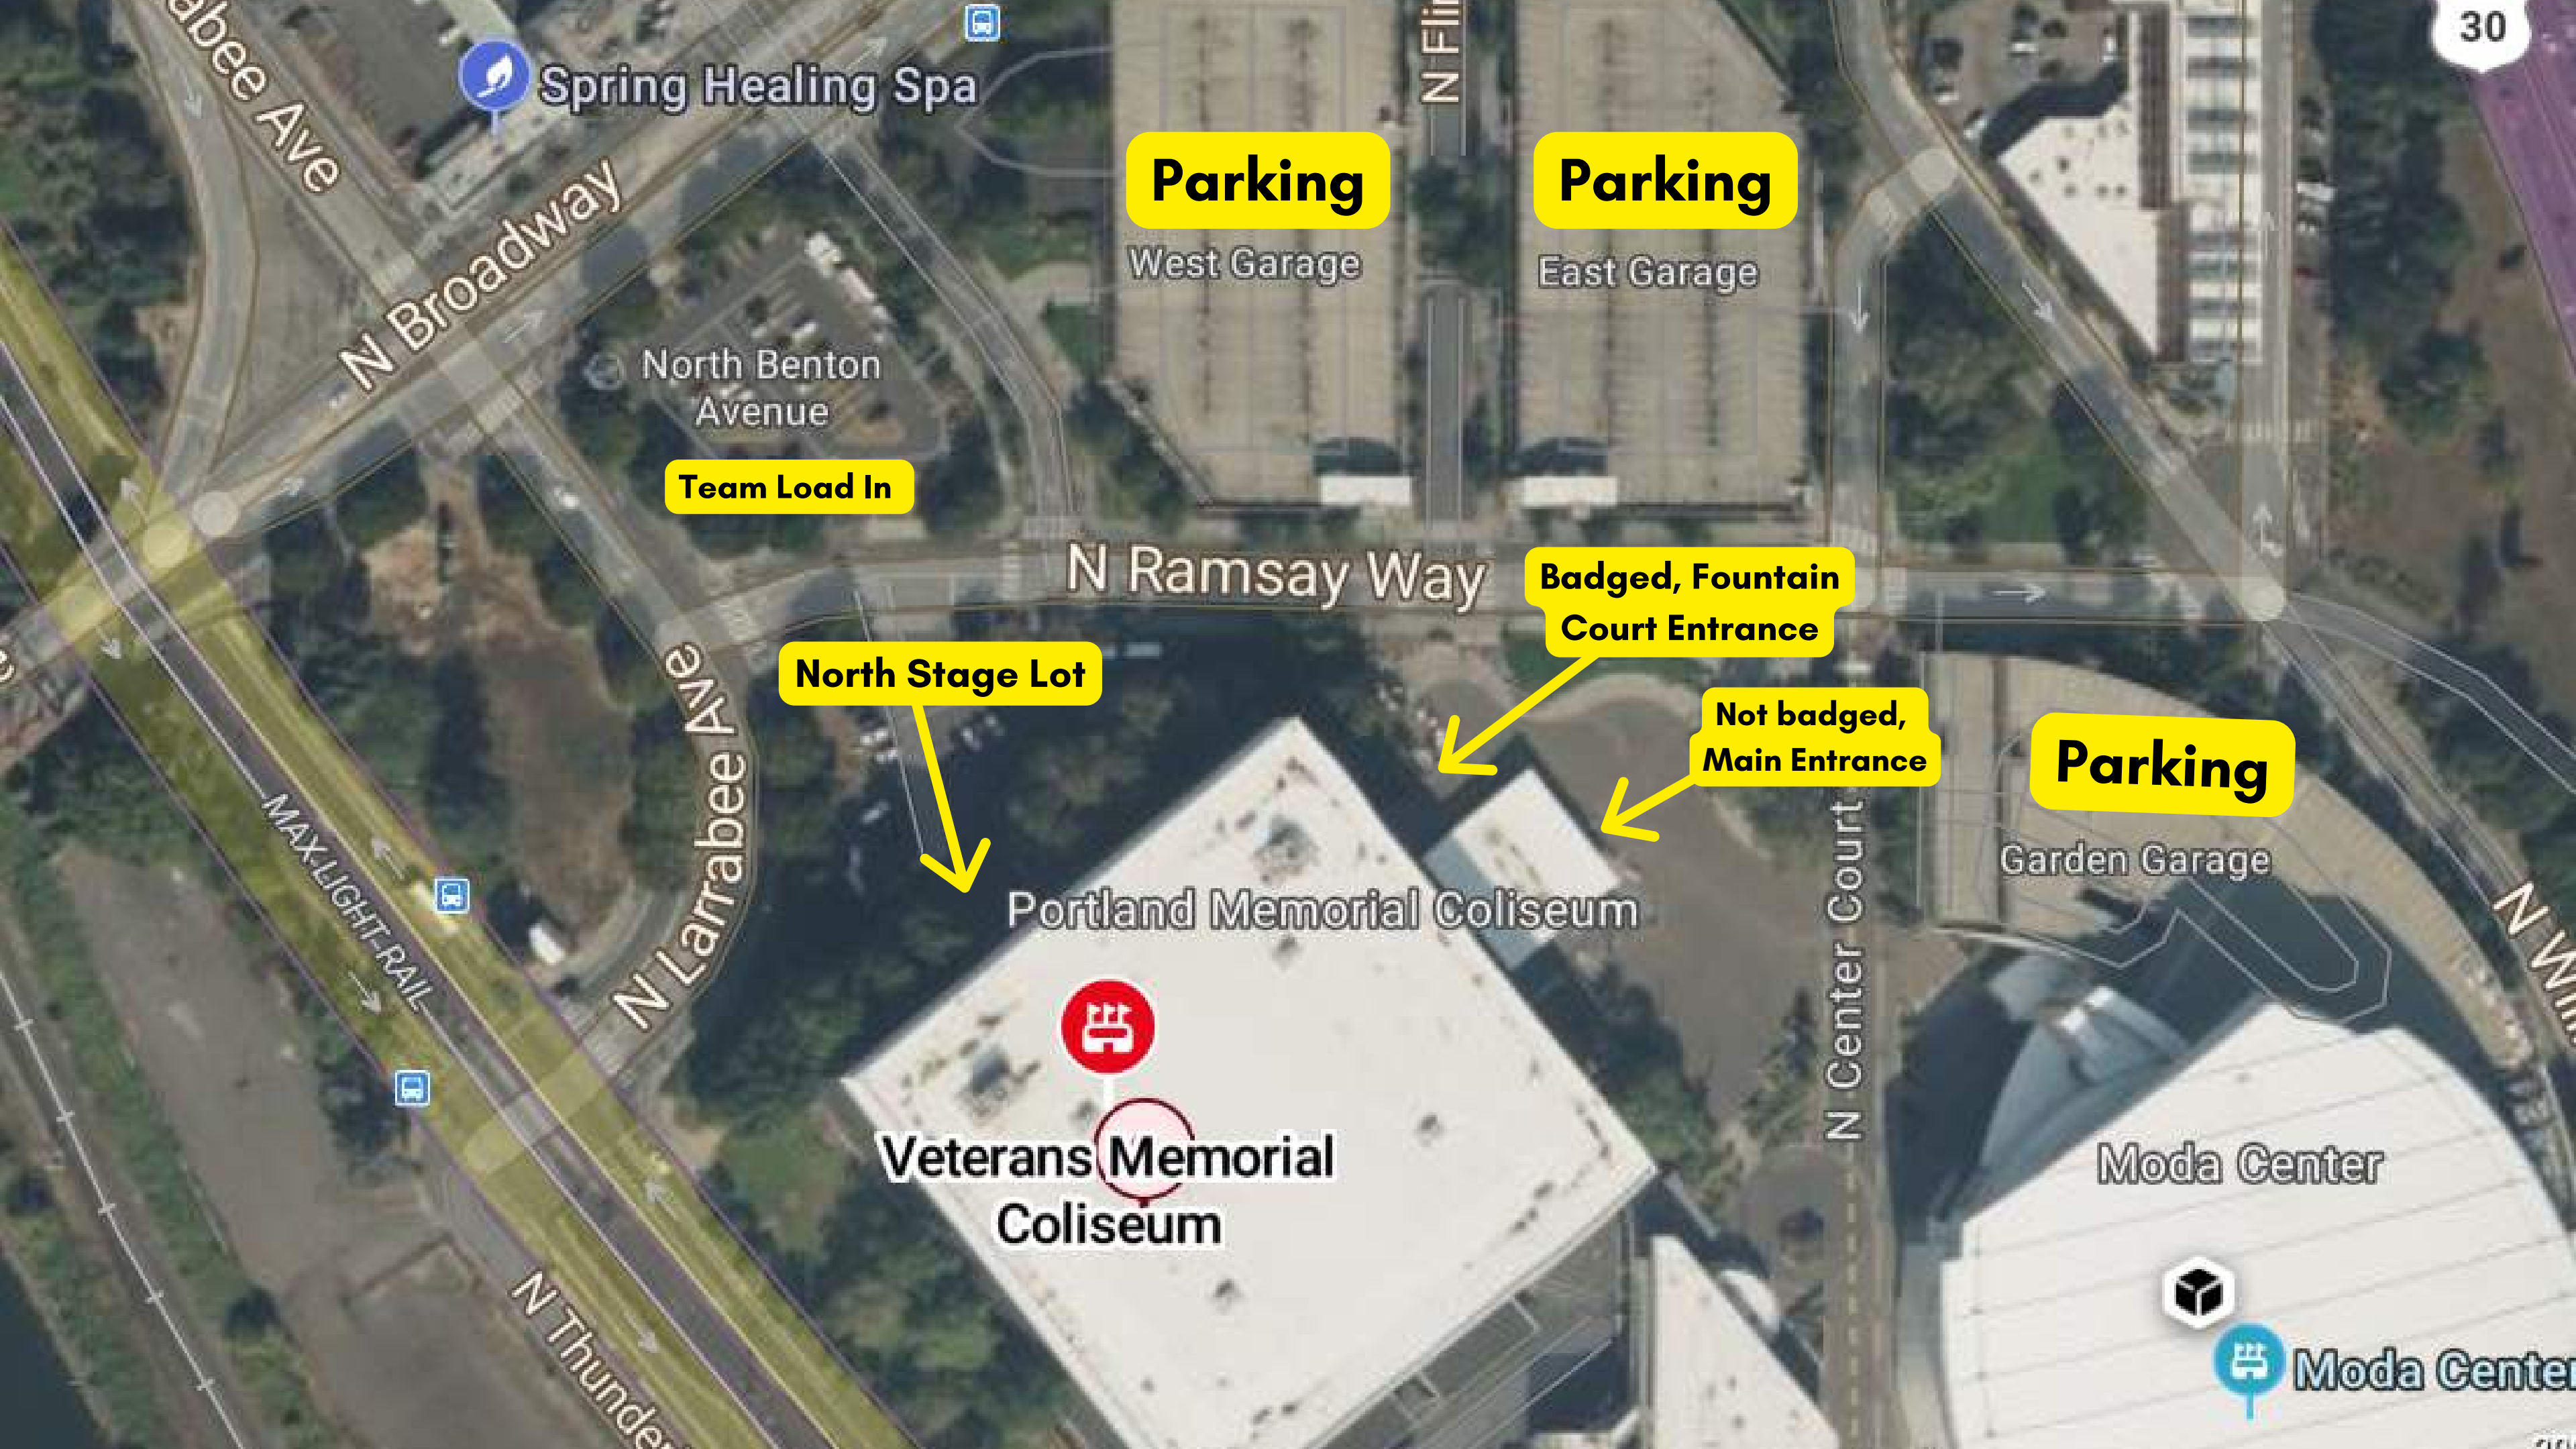 30
abee Ave
Spring Healing Spa
N Flin
Parking
Parking
N Broadway
West Garage
East Garage
North Benton
Avenue
Team Load In
N Ramsay Way
Badged, Fountain
Court Entrance
North Stage Lot
Not badged,
Main Entrance
Parking
Garden Garage
N Larrabee Ave
MAX-LIGHT-RAIL
Portland Memorial Coliseum
N Center Court
Veterans Memorial
Coliseum
Moda Center
Moda Center
N Thunder